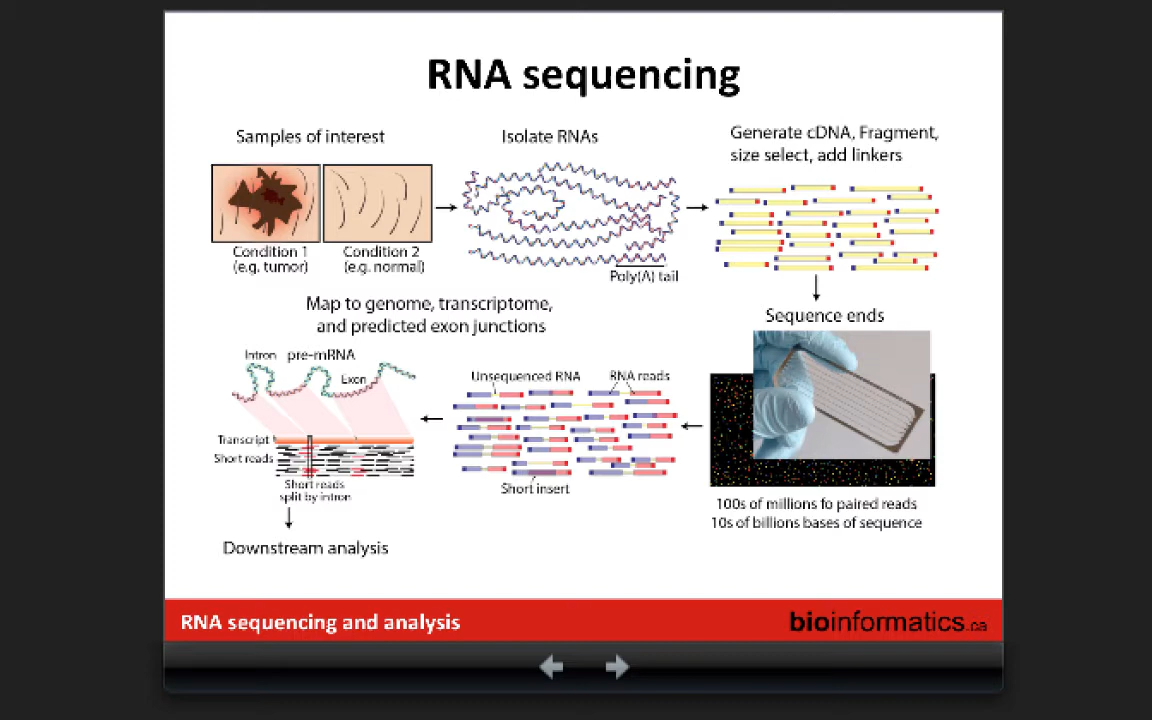 RNA sequencing
Samples of interest
Condition 1
(e.g. tumor)
Condition 2
(e.g. normal)
Isolate RNAs
Poly(A) tail
Generate cDNA, Fragment,
size select, add linkers
Sequence ends
100s of millions fo paired reads
10s of billions bases of sequence
Unsequenced RNA
RNA reads
Short insert
Map to genome, transcriptome,
and predicted exon junctions
Intron
pre-mRNA
Exon
Transcript
Short reads
Short reads
split by intron
Downstream analysis
RNA sequencing and analysis
bioinformatics.ca